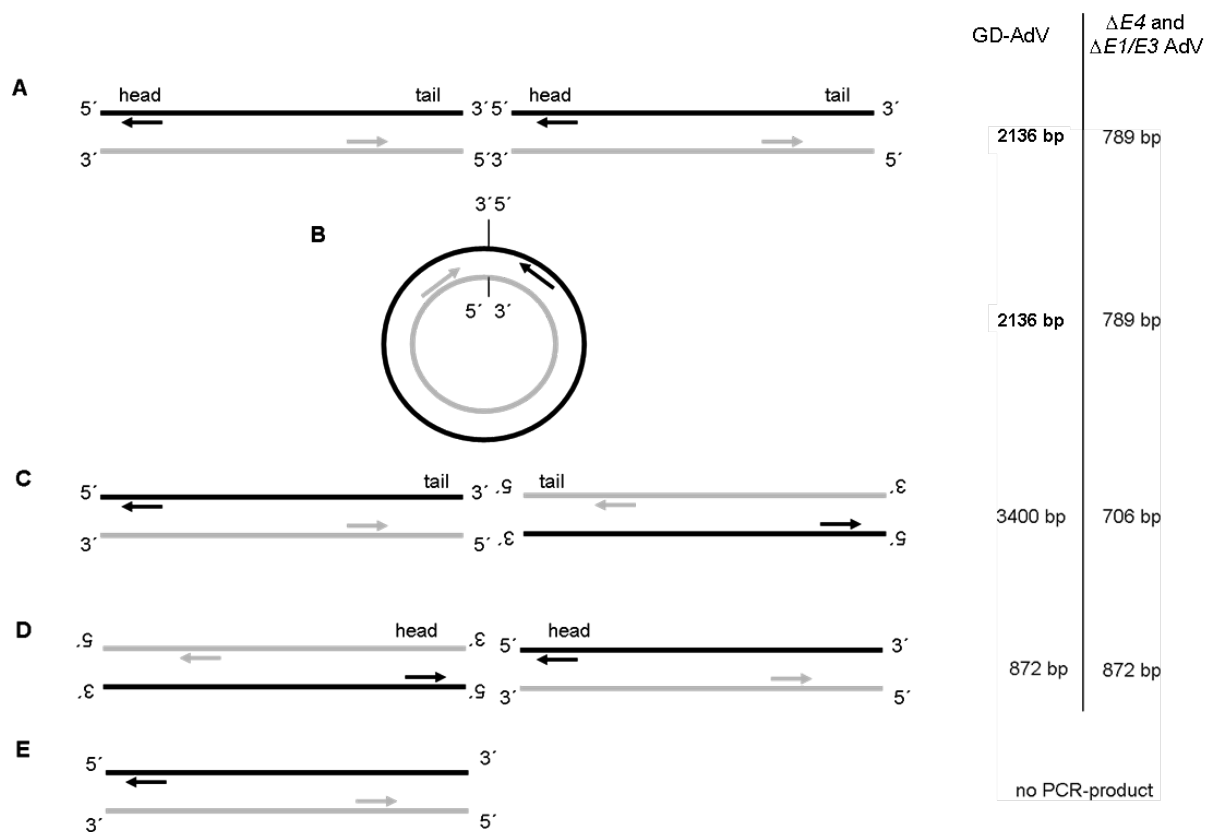 GD-AdV
ΔE4 and
ΔE1/E3 AdV
A
5´ head tail 3´ 5´ head tail 3´
3´ 5´ 3´ 5´
2136 bp 789 bp
3´ 5´
B
5´ 3´
2136 bp 789 bp
C
5´ tail 3´ 5´ tail 3´
3´ 5´ 3´ 5´
3400 bp 706 bp
D
5´ head 3´ 5´ head 3´
3´ 5´ 3´ 5´
872 bp 872 bp
E
5´ 3´
3´ 5´
no PCR-product